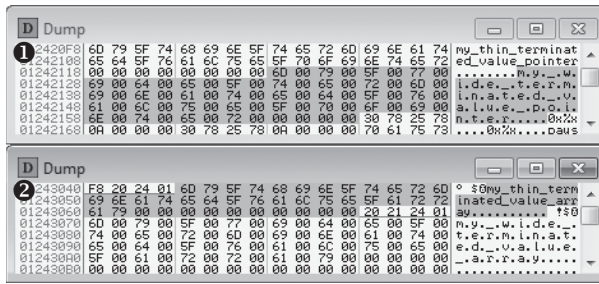 D Dump
❶ 012420F8 6D 79 5F 74 68 69 6E 5F 74 65 72 6D 69 6E 61 74 my_thin_terminat
01242108 65 64 5F 76 61 6C 75 65 5F 70 6F 69 6E 74 65 72 ed_value_pointer
01242118 00 00 00 00 00 00 00 00 6D 00 79 00 5F 00 77 00 ........m.y._.w.
01242128 69 00 64 00 65 00 5F 00 74 00 65 00 72 00 6D 00 i.d.e._.t.e.r.m.
01242138 69 00 6E 00 61 00 74 00 65 00 64 00 5F 00 76 00 i.n.a.t.e.d._.v.
01242148 61 00 6C 00 75 00 65 00 5F 00 70 00 6F 00 69 00 a.l.u.e._.p.o.i.
01242158 6E 00 74 00 65 00 72 00 00 00 00 00 30 78 25 78 n.t.e.r.....0x%x
01242168 0A 00 00 00 30 78 25 78 0A 00 00 00 70 61 75 73 ....0x%x....paus
D Dump
❷ 01243040 F8 20 24 01 6D 79 5F 74 68 69 6E 5F 74 65 72 6D ° $0my_thin_term
01243050 69 6E 61 74 65 64 5F 76 61 6C 75 65 5F 61 72 72 inated_value_arr
01243060 61 79 00 00 00 00 00 00 00 00 00 00 20 21 24 01 ay.......... !$0
01243070 6D 00 79 00 5F 00 77 00 69 00 64 00 65 00 5F 00 m.y._.w.i.d.e._.
01243080 74 00 65 00 72 00 6D 00 69 00 6E 00 61 00 74 00 t.e.r.m.i.n.a.t.
01243090 65 00 64 00 5F 00 76 00 61 00 6C 00 75 00 65 00 e.d._.v.a.l.u.e.
012430A0 5F 00 61 00 72 00 72 00 61 00 79 00 00 00 00 00 _.a.r.r.a.y.....
012430B0 00 00 00 00 00 00 00 00 00 00 00 00 00 00 00 00 ................